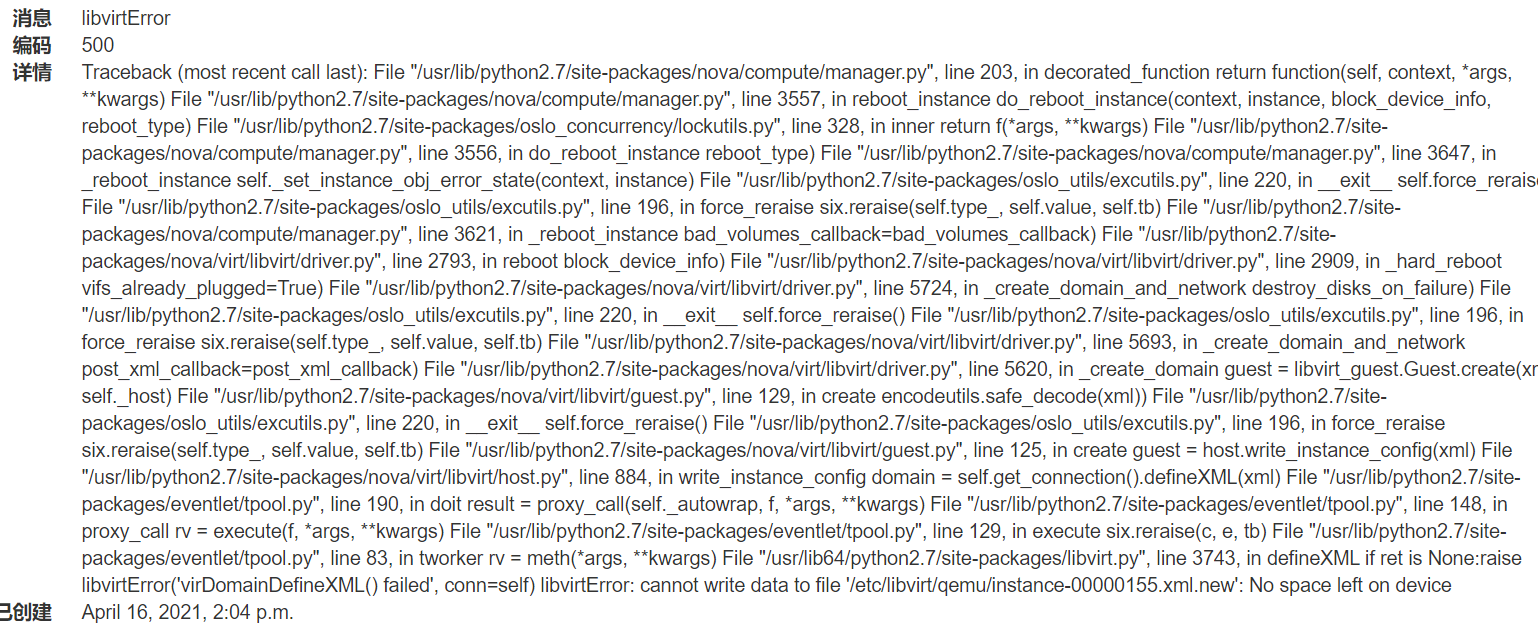 消息 libvirtError
编码 500
详情 Traceback (most recent call last): File "/usr/lib/python2.7/site-packages/nova/compute/manager.py", line 203, in decorated_function return function(self, context, *args,
**kwargs) File "/usr/lib/python2.7/site-packages/nova/compute/manager.py", line 3557, in reboot_instance do_reboot_instance(context, instance, block_device_info,
reboot_type) File "/usr/lib/python2.7/site-packages/oslo_concurrency/lockutils.py", line 328, in inner return f(*args, **kwargs) File "/usr/lib/python2.7/site-
packages/nova/compute/manager.py", line 3556, in do_reboot_instance reboot_type) File "/usr/lib/python2.7/site-packages/nova/compute/manager.py", line 3647, in
_reboot_instance self._set_instance_obj_error_state(context, instance) File "/usr/lib/python2.7/site-packages/oslo_utils/excutils.py", line 220, in __exit__ self.force_reraise
File "/usr/lib/python2.7/site-packages/oslo_utils/excutils.py", line 196, in force_reraise six.reraise(self.type_, self.value, self.tb) File "/usr/lib/python2.7/site-
packages/nova/compute/manager.py", line 3621, in _reboot_instance bad_volumes_callback=bad_volumes_callback) File "/usr/lib/python2.7/site-
packages/nova/virt/libvirt/driver.py", line 2793, in reboot block_device_info) File "/usr/lib/python2.7/site-packages/nova/virt/libvirt/driver.py", line 2909, in _hard_reboot
vifs_already_plugged=True) File "/usr/lib/python2.7/site-packages/nova/virt/libvirt/driver.py", line 5724, in _create_domain_and_network destroy_disks_on_failure) File
"/usr/lib/python2.7/site-packages/oslo_utils/excutils.py", line 220, in __exit__ self.force_reraise() File "/usr/lib/python2.7/site-packages/oslo_utils/excutils.py", line 196, in
force_reraise six.reraise(self.type_, self.value, self.tb) File "/usr/lib/python2.7/site-packages/nova/virt/libvirt/driver.py", line 5693, in _create_domain_and_network
post_xml_callback=post_xml_callback) File "/usr/lib/python2.7/site-packages/nova/virt/libvirt/driver.py", line 5620, in _create_domain guest = libvirt_guest.Guest.create(xm
self._host) File "/usr/lib/python2.7/site-packages/nova/virt/libvirt/guest.py", line 129, in create encodeutils.safe_decode(xml)) File "/usr/lib/python2.7/site-
packages/oslo_utils/excutils.py", line 220, in __exit__ self.force_reraise() File "/usr/lib/python2.7/site-packages/oslo_utils/excutils.py", line 196, in force_reraise
six.reraise(self.type_, self.value, self.tb) File "/usr/lib/python2.7/site-packages/nova/virt/libvirt/guest.py", line 125, in create guest = host.write_instance_config(xml) File
"/usr/lib/python2.7/site-packages/nova/virt/libvirt/host.py", line 884, in write_instance_config domain = self.get_connection().defineXML(xml) File "/usr/lib/python2.7/site-
packages/eventlet/tpool.py", line 190, in doit result = proxy_call(self._autowrap, f, *args, **kwargs) File "/usr/lib/python2.7/site-packages/eventlet/tpool.py", line 148, in
proxy_call rv = execute(f, *args, **kwargs) File "/usr/lib/python2.7/site-packages/eventlet/tpool.py", line 129, in execute six.reraise(c, e, tb) File "/usr/lib/python2.7/site-
packages/eventlet/tpool.py", line 83, in tworker rv = meth(*args, **kwargs) File "/usr/lib64/python2.7/site-packages/libvirt.py", line 3743, in defineXML if ret is None:raise
libvirtError('virDomainDefineXML() failed', conn=self) libvirtError: cannot write data to file '/etc/libvirt/qemu/instance-00000155.xml.new': No space left on device
已创建 April 16, 2021, 2:04 p.m.